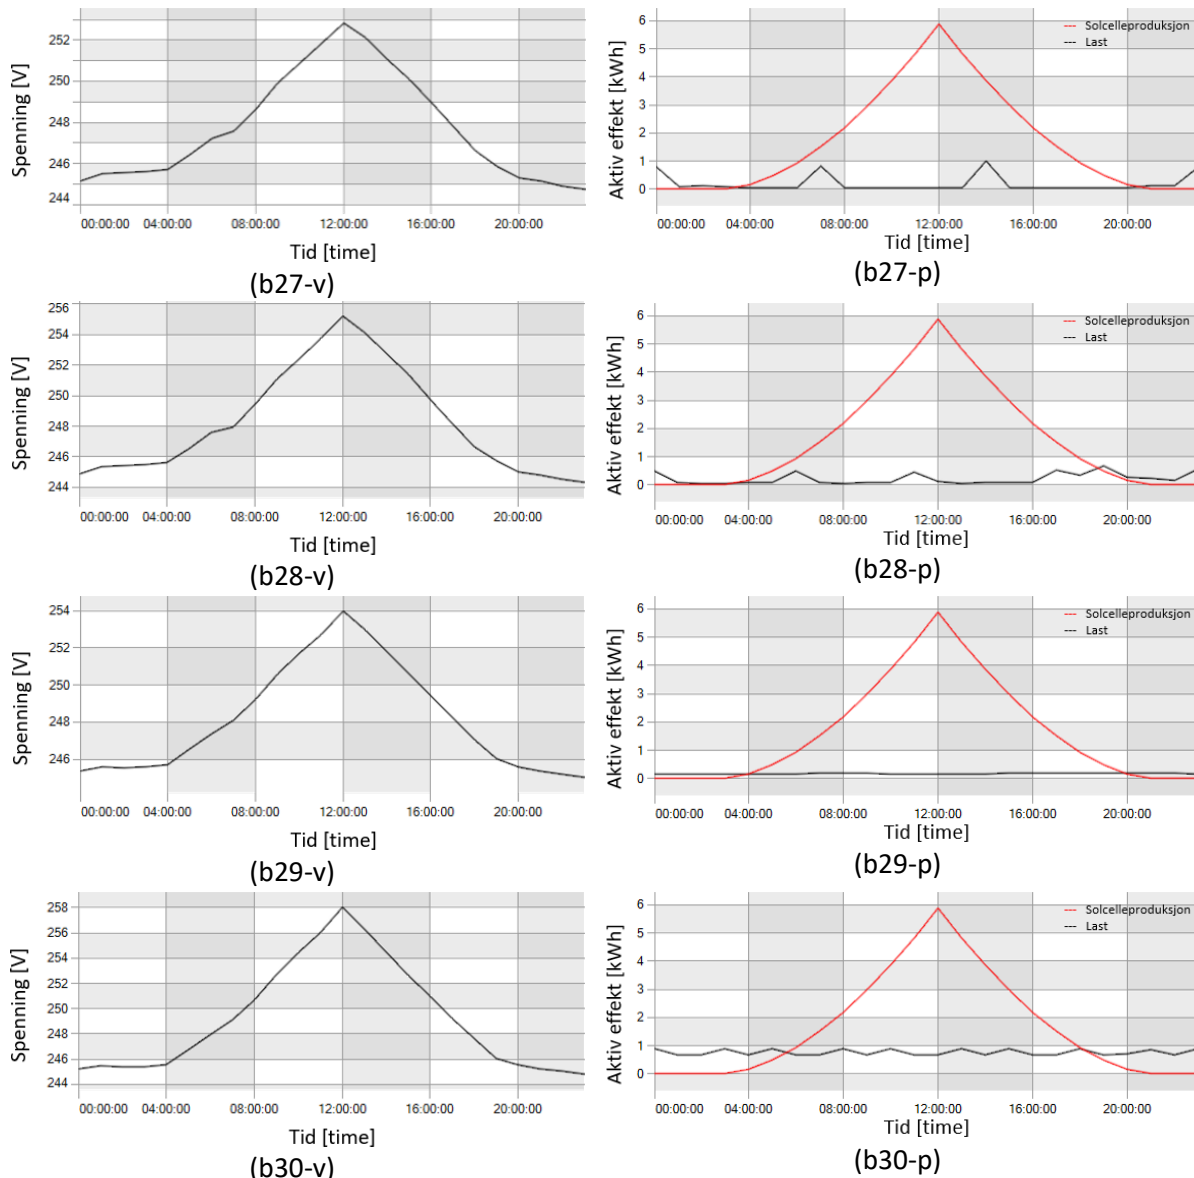 Spenning [V]
252
250
248
246
244
00:00:00 04:00:00 08:00:00 12:00:00 16:00:00 20:00:00
Tid [time]
(b27-v)
Aktiv effekt [kWh]
6
5
4
3
2
1
0
Solcelleproduksjon
Last
00:00:00 04:00:00 08:00:00 12:00:00 16:00:00 20:00:00
Tid [time]
(b27-p)
Spenning [V]
256
254
252
250
248
246
244
00:00:00 04:00:00 08:00:00 12:00:00 16:00:00 20:00:00
Tid [time]
(b28-v)
Aktiv effekt [kWh]
6
5
4
3
2
1
0
Solcelleproduksjon
Last
00:00:00 04:00:00 08:00:00 12:00:00 16:00:00 20:00:00
Tid [time]
(b28-p)
Spenning [V]
254
252
250
248
246
00:00:00 04:00:00 08:00:00 12:00:00 16:00:00 20:00:00
Tid [time]
(b29-v)
Aktiv effekt [kWh]
6
5
4
3
2
1
0
Solcelleproduksjon
Last
00:00:00 04:00:00 08:00:00 12:00:00 16:00:00 20:00:00
Tid [time]
(b29-p)
Spenning [V]
258
256
254
252
250
248
246
244
00:00:00 04:00:00 08:00:00 12:00:00 16:00:00 20:00:00
Tid [time]
(b30-v)
Aktiv effekt [kWh]
6
5
4
3
2
1
0
Solcelleproduksjon
Last
00:00:00 04:00:00 08:00:00 12:00:00 16:00:00 20:00:00
Tid [time]
(b30-p)